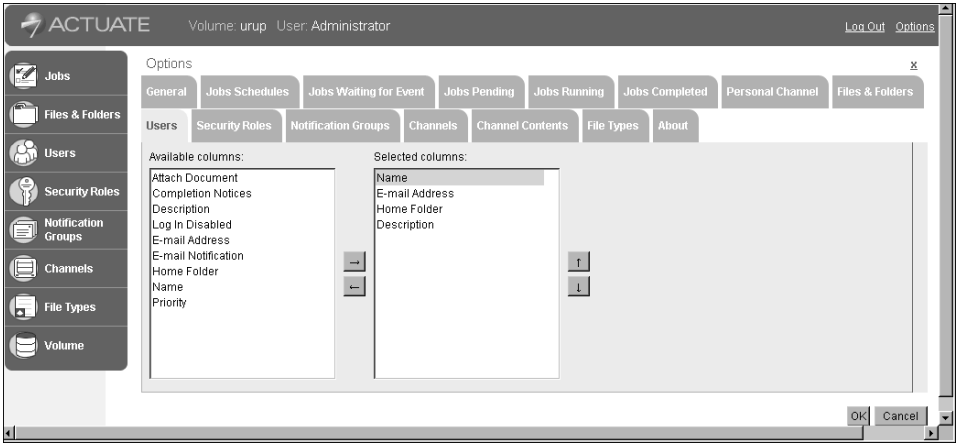 ACTUATE Volume: urup User: Administrator Log Out Options
Jobs
Files & Folders
Users
Security Roles
Notification
Groups
Channels
File Types
Volume
Options x
General Jobs Schedules Jobs Waiting for Event Jobs Pending Jobs Running Jobs Completed Personal Channel Files & Folders
Users Security Roles Notification Groups Channels Channel Contents File Types About
Available columns:
Attach Document
Completion Notices
Description
Log In Disabled
E-mail Address
E-mail Notification
Home Folder
Name
Priority
→
←
Selected columns:
Name
E-mail Address
Home Folder
Description
↑
↓
OK Cancel